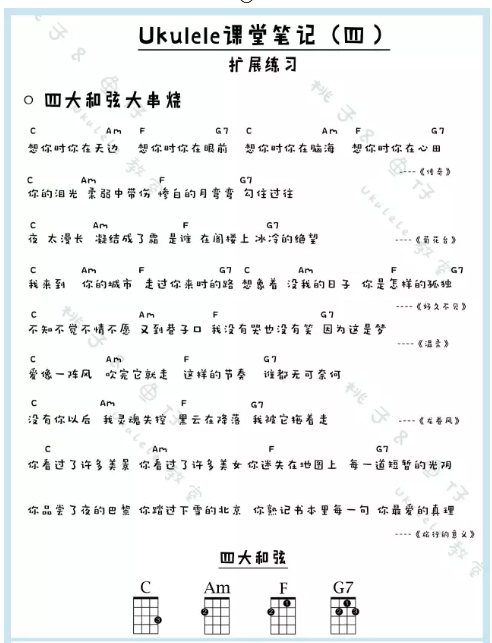 Ukulele课堂笔记（四）
扩展练习
○ 四大和弦大串烧
C Am F G7 C Am F G7
想你时你在天边 想你时你在眼前 想你时你在脑海 想你时你在心田
----《传奇》
C Am F G7
你的泪光 柔弱中带伤 惨白的月弯弯 勾住过往
C Am F G7
夜 太漫长 凝结成了霜 是谁 在阁楼上 冰冷的绝望
----《菊花台》
C Am F G7 C Am F G7
我来到 你的城市 走过你来时的路 想象着 没我的日子 你是怎样的孤独
----《好久不见》
C Am F G7
不知不觉不情不愿 又到巷子口 我没有哭也没有笑 因为这是梦
----《温柔》
C Am F G7
爱像一阵风 吹完它就走 这样的节奏 谁都无可奈何
C Am F G7
没有你以后 我灵魂失控 黑云在降落 我被它拖着走
----《龙卷风》
C Am F G7
你看过了许多美景 你看过了许多美女 你迷失在地图上 每一道短暂的光阴
你品尝了夜的巴黎 你踏过下雪的北京 你熟记书本里每一句 你最爱的真理
----《旅行的意义》
四大和弦
C Am F G7
桃子&鱼仔
Ukulele教室